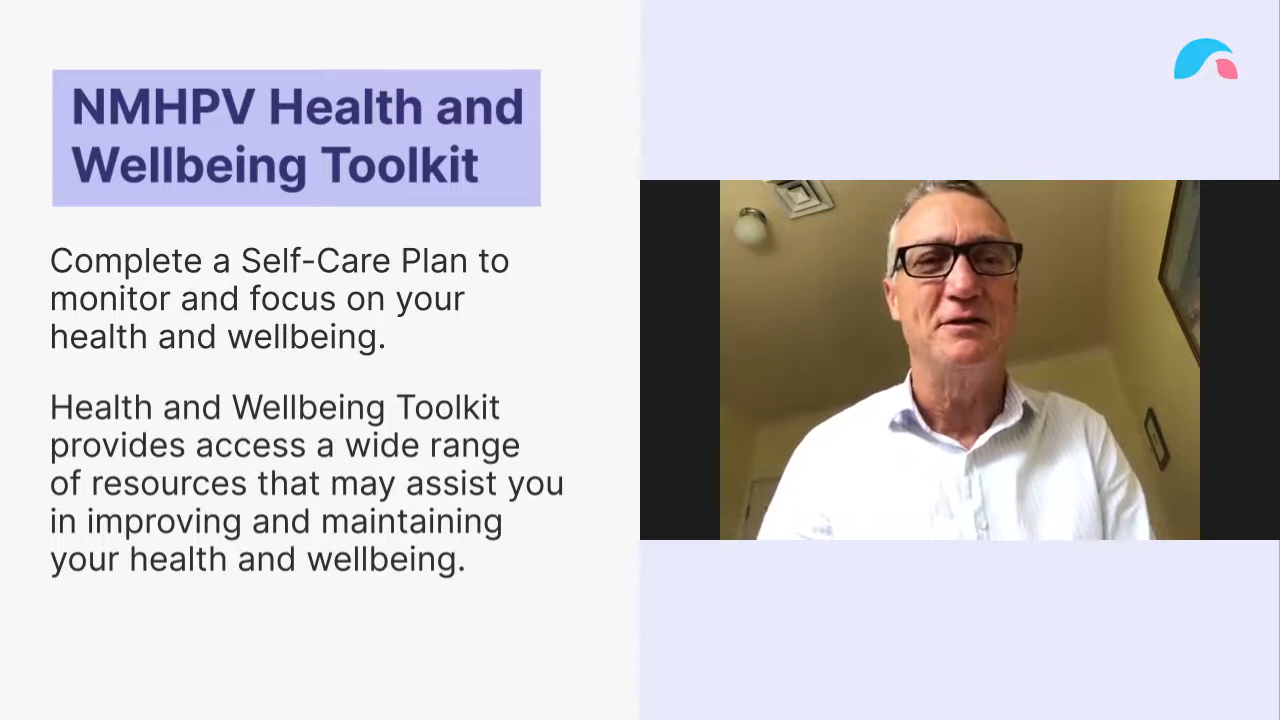 NMHPV Health and
Wellbeing Toolkit
Complete a Self-Care Plan to
monitor and focus on your
health and wellbeing.
Health and Wellbeing Toolkit
provides access a wide range
of resources that may assist you
in improving and maintaining
your health and wellbeing.